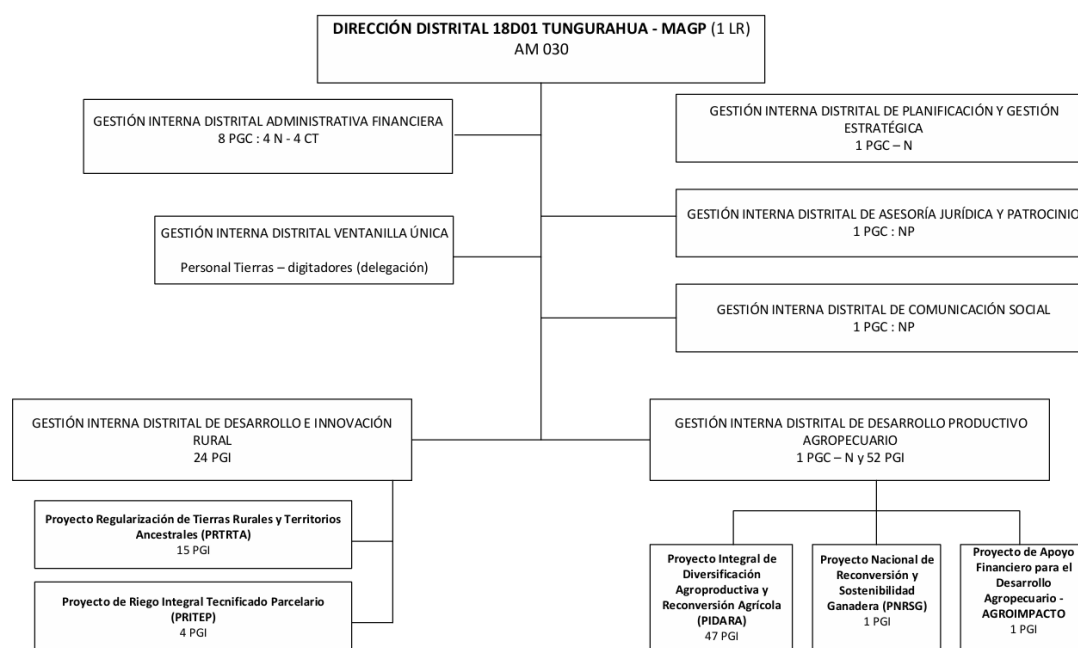 DIRECCIÓN DISTRITAL 18D01 TUNGURAHUA - MAGP (1 LR)
AM 030
GESTIÓN INTERNA DISTRITAL ADMINISTRATIVA FINANCIERA
8 PGC : 4 N - 4 CT
GESTIÓN INTERNA DISTRITAL DE PLANIFICACIÓN Y GESTIÓN
ESTRATÉGICA
1 PGC – N
GESTIÓN INTERNA DISTRITAL DE ASESORÍA JURÍDICA Y PATROCINIO
1 PGC : NP
GESTIÓN INTERNA DISTRITAL VENTANILLA ÚNICA
Personal Tierras – digitadores (delegación)
GESTIÓN INTERNA DISTRITAL DE COMUNICACIÓN SOCIAL
1 PGC : NP
GESTIÓN INTERNA DISTRITAL DE DESARROLLO E INNOVACIÓN
RURAL
24 PGI
GESTIÓN INTERNA DISTRITAL DE DESARROLLO PRODUCTIVO
AGROPECUARIO
1 PGC – N y 52 PGI
Proyecto Regularización de Tierras Rurales y Territorios
Ancestrales (PRTRTA)
15 PGI
Proyecto de Riego Integral Tecnificado Parcelario
(PRITEP)
4 PGI
Proyecto Integral de
Diversificación
Agroproductiva y
Reconversión Agrícola
(PIDARA)
47 PGI
Proyecto Nacional de
Reconversión y
Sostenibilidad
Ganadera (PNRSG)
1 PGI
Proyecto de Apoyo
Financiero para el
Desarrollo
Agropecuario -
AGROIMPACTO
1 PGI